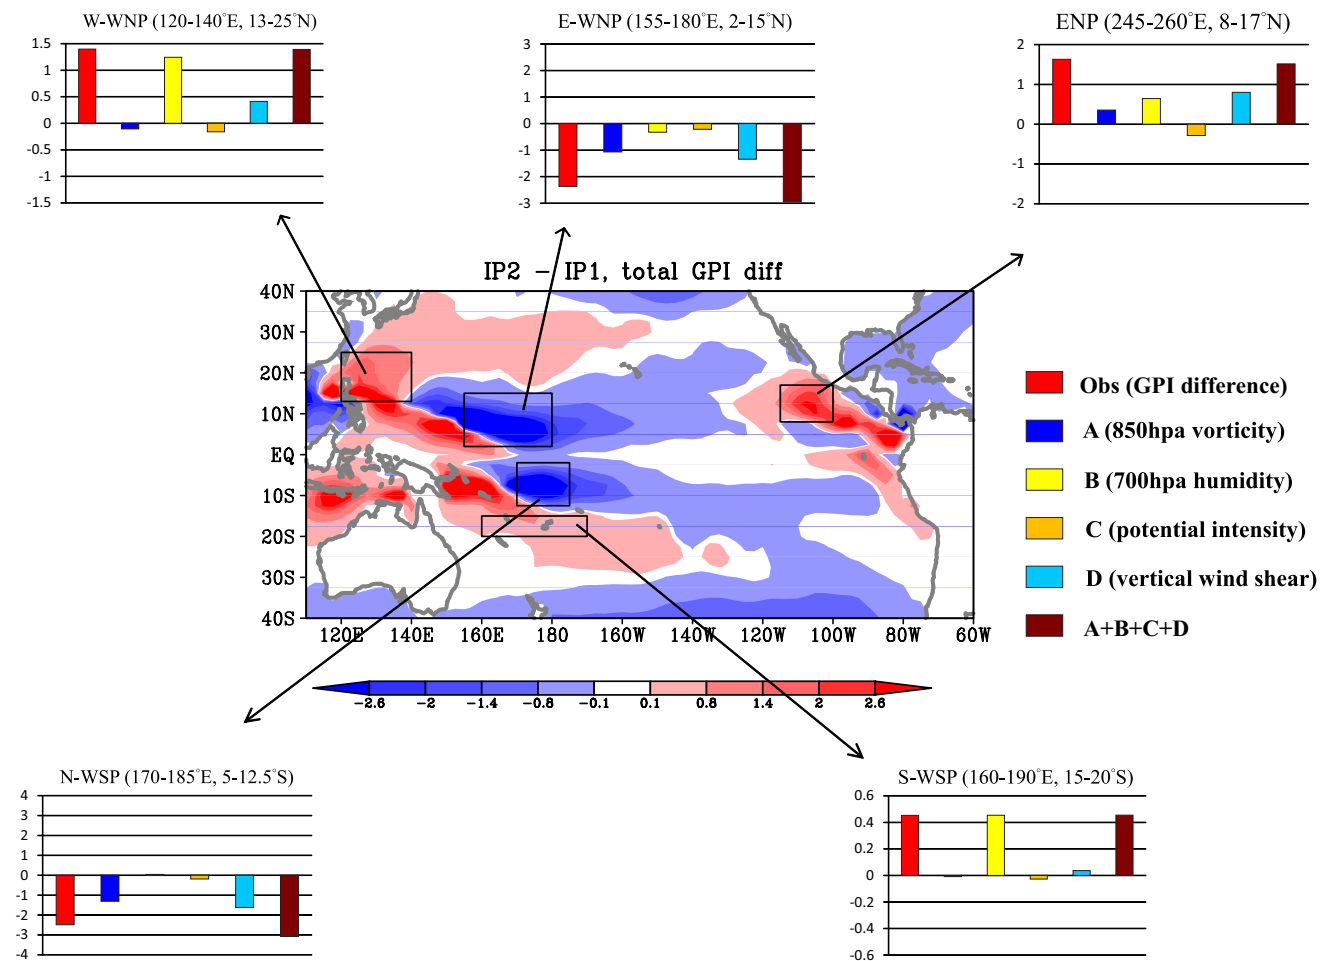 W-WNP (120-140°E, 13-25°N)
1.5
1
0.5
0
-0.5
-1
-1.5
E-WNP (155-180°E, 2-15°N)
3
2
1
0
-1
-2
-3
ENP (245-260°E, 8-17°N)
2
1
0
-1
-2
IP2 - IP1, total GPI diff
40N
30N
20N
10N
EQ
10S
20S
30S
40S
120E 140E 160E 180 160W 140W 120W 100W 80W 60W
-2.6 -2 -1.4 -0.8 -0.1 0.1 0.8 1.4 2 2.6
Obs (GPI difference)
A (850hpa vorticity)
B (700hpa humidity)
C (potential intensity)
D (vertical wind shear)
A+B+C+D
N-WSP (170-185°E, 5-12.5°S)
4
3
2
1
0
-1
-2
-3
-4
S-WSP (160-190°E, 15-20°S)
0.6
0.4
0.2
0
-0.2
-0.4
-0.6